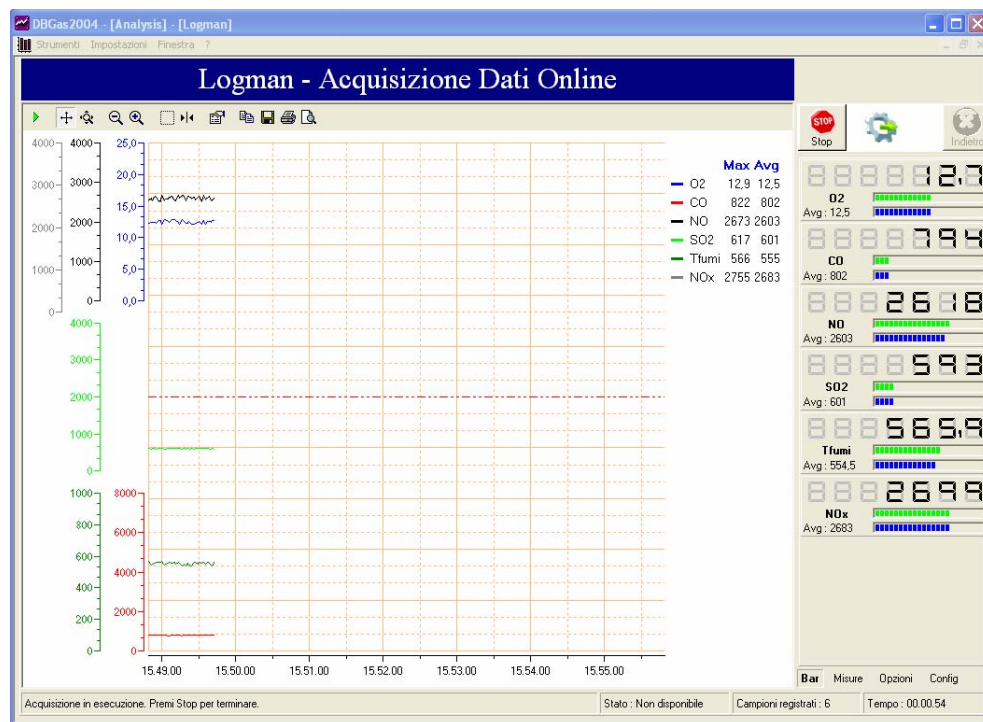 DBGas2004 - [Analysis] - [Logman]
Strumenti Impostazioni Finestra ?
Logman - Acquisizione Dati Online
Stop
Indietro
4000 4000 25,0
20,0
3000 3000
15,0
2000 2000
10,0
1000 1000
5,0
0 0 0,0
4000
3000
2000
1000
0
1000 8000
800
6000
600
4000
400
2000
200
0 0
15.49.00 15.50.00 15.51.00 15.52.00 15.53.00 15.54.00 15.55.00
Max Avg
O2 12,9 12,5
CO 822 802
NO 2673 2603
SO2 617 601
Tfumi 566 555
NOx 2755 2683
STOP
12,7
O2
Avg : 12,5
794
CO
Avg : 802
2618
NO
Avg : 2603
593
SO2
Avg : 601
565,9
Tfumi
Avg : 554,5
2699
NOx
Avg : 2683
Bar Misure Opzioni Config
Acquisizione in esecuzione. Premi Stop per terminare. Stato : Non disponibile Campioni registrati : 6 Tempo : 00.00.54